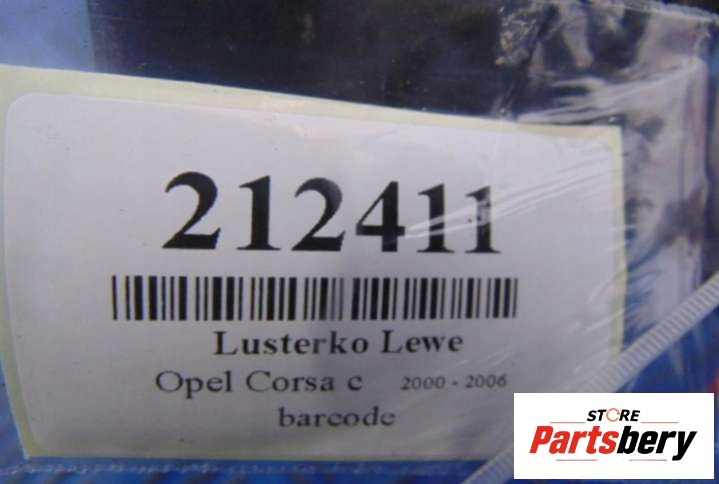 212411
Lusterko Lewe
Opel Corsa c 2000 - 2006
barcode
STORE
Partsbery